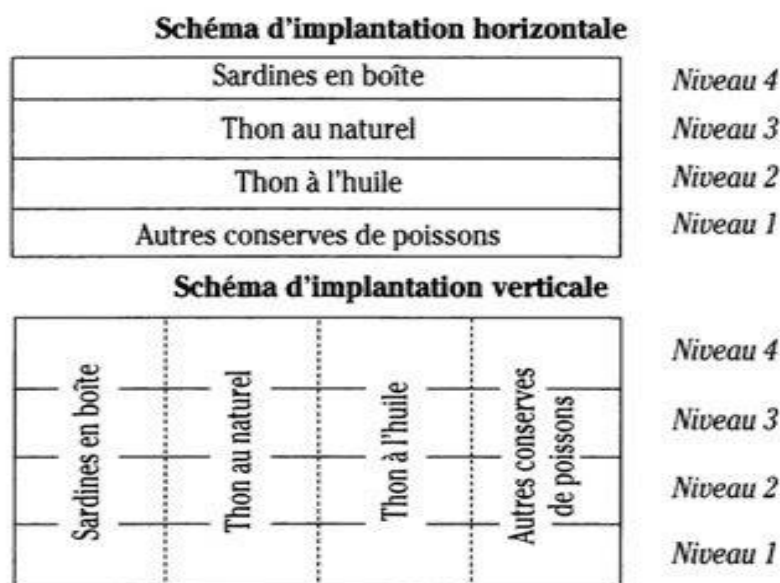 Schéma d'implantation horizontale
Sardines en boîte
Niveau 4
Thon au naturel
Niveau 3
Thon à l'huile
Niveau 2
Autres conserves de poissons
Niveau 1
Schéma d'implantation verticale
Sardines en boîte
Thon au naturel
Thon à l'huile
Autres conserves
de poissons
Niveau 4
Niveau 3
Niveau 2
Niveau 1